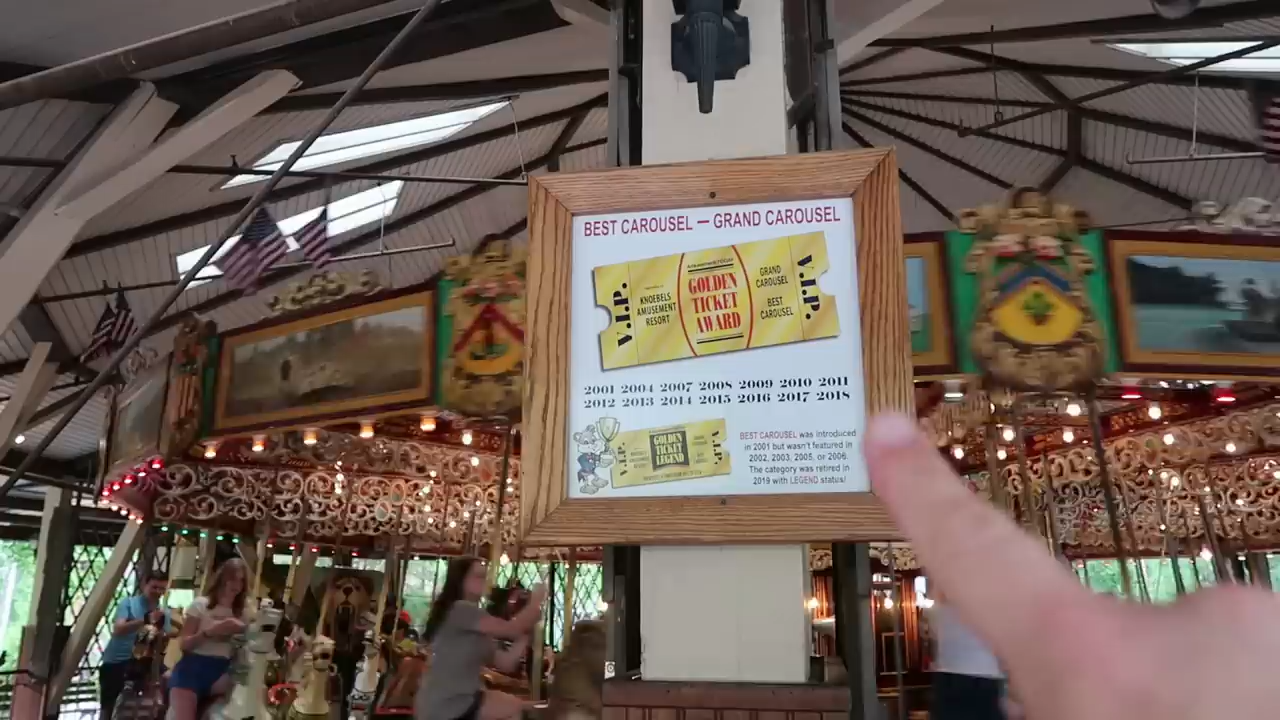 BEST CAROUSEL — GRAND CAROUSEL
V.I.P.
KNOEBELS
AMUSEMENT
RESORT
GOLDEN
TICKET
AWARD
GRAND
CAROUSEL
BEST
CAROUSEL
V.I.P.
2001 2004 2007 2008 2009 2010 2011
2012 2013 2014 2015 2016 2017 2018
V.I.P.
GOLDEN
TICKET
LEGEND
V.I.P.
BEST CAROUSEL was introduced
in 2001 but wasn't featured in
2002, 2003, 2005, or 2006.
The category was retired in
2019 with LEGEND status!